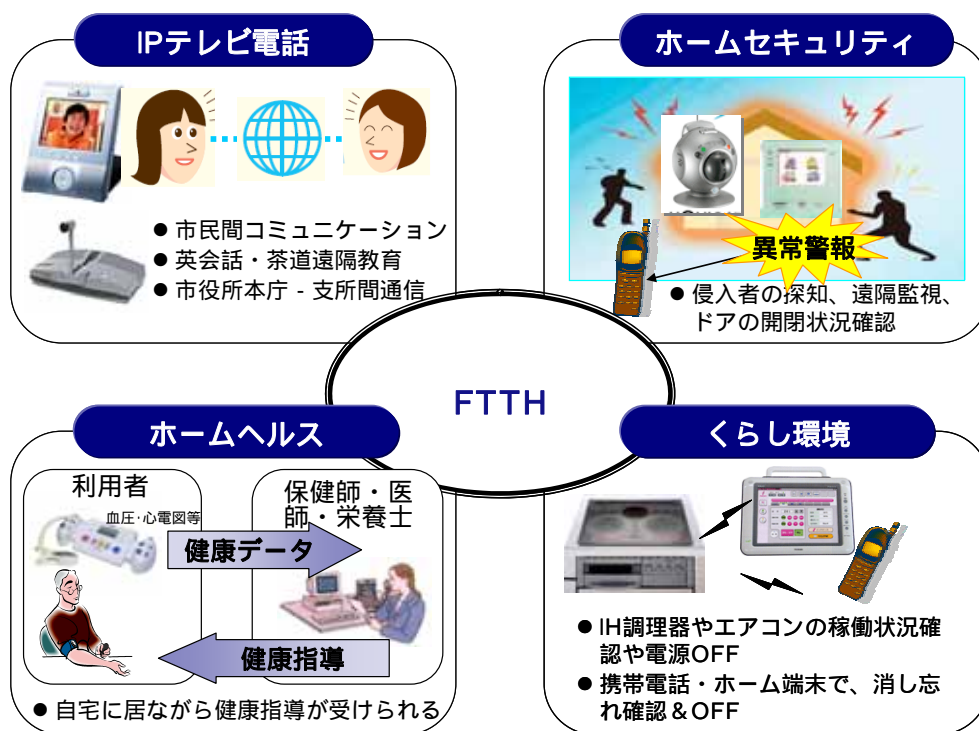 IPテレビ電話
● 市民間コミュニケーション
● 英会話・茶道遠隔教育
● 市役所本庁 - 支所間通信
ホームセキュリティ
異常警報
● 侵入者の探知、遠隔監視、
ドアの開閉状況確認
FTTH
ホームヘルス
利用者
血圧・心電図等
保健師・医
師・栄養士
健康データ
健康指導
● 自宅に居ながら健康指導が受けられる
くらし環境
● IH調理器やエアコンの稼働状況確
認や電源OFF
● 携帯電話・ホーム端末で、消し忘
れ確認＆OFF